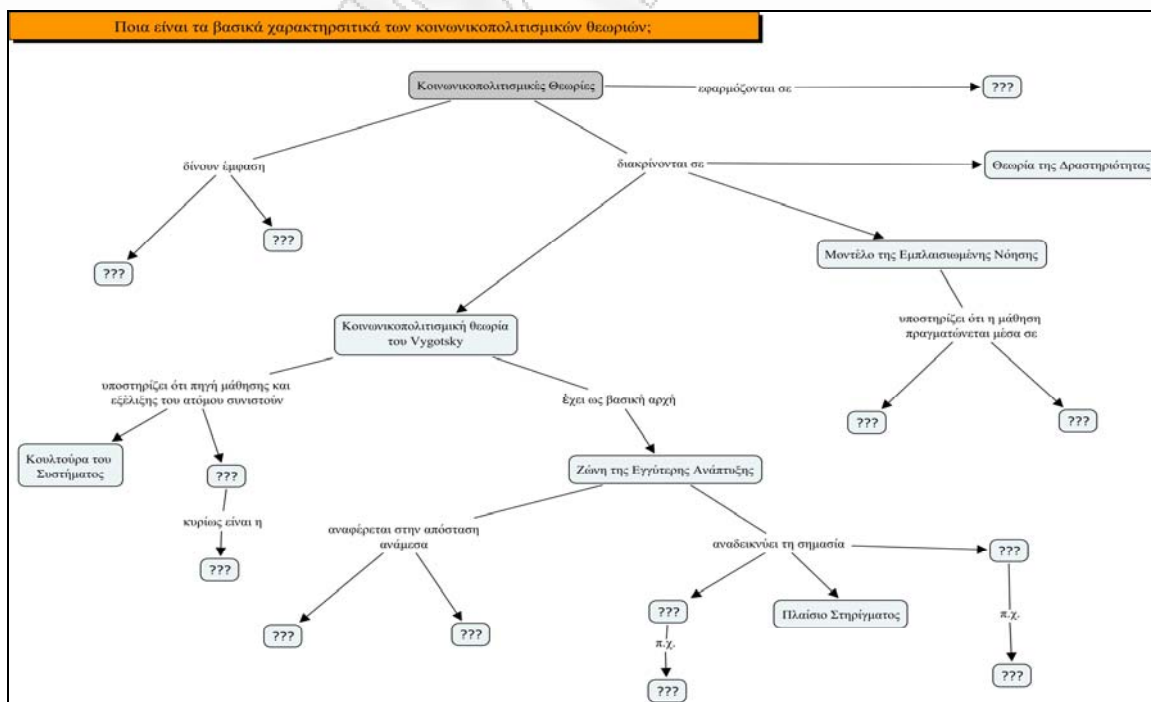 Ποια είναι τα βασικά χαρακτηρσιτικά των κοινωνικοπολιτισμικών θεωριών;
Κοινωνικοπολιτισμικές Θεωρίες
εφαρμόζονται σε
???
δίνουν έμφαση
διακρίνονται σε
Θεωρία της Δραστηριότητας
???
???
Μοντέλο της Εμπλαισιωμένης Νόησης
Κοινωνικοπολιτισμική θεωρία
του Vygotsky
υποστηρίζει ότι η μάθηση
πραγματώνεται μέσα σε
υποστηρίζει ότι πηγή μάθησης και
εξέλιξης του ατόμου συνιστούν
έχει ως βασική αρχή
???
???
Κουλτούρα του
Συστήματος
???
Ζώνη της Εγγύτερης Ανάπτυξης
κυρίως είναι η
???
αναφέρεται στην απόσταση
ανάμεσα
αναδεικνύει τη σημασία
???
???
???
???
Πλαίσιο Στηρίγματος
π.χ.
π.χ.
???
???